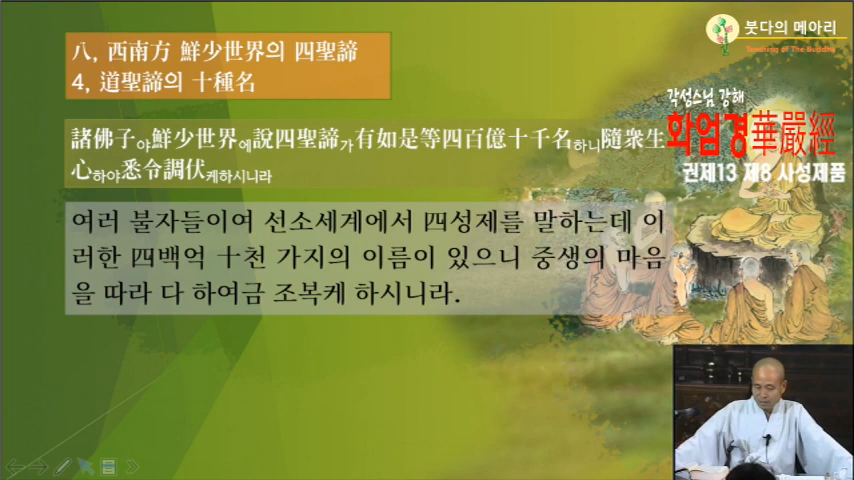 八, 西南方 鮮少世界의 四聖諦
4, 道聖諦의 十種名
붓다의 메아리
Teaching of The Buddha
각성스님 강해
화엄경華嚴經
권제13 제8 사성제품
諸佛子야鮮少世界에說四聖諦가有如是等四百億十千名하니隨衆生
心하야悉令調伏케하시니라
여러 불자들이여 선소세계에서 四성제를 말하는데 이
러한 四백억 十천 가지의 이름이 있으니 중생의 마음
을 따라 다 하여금 조복케 하시니라.